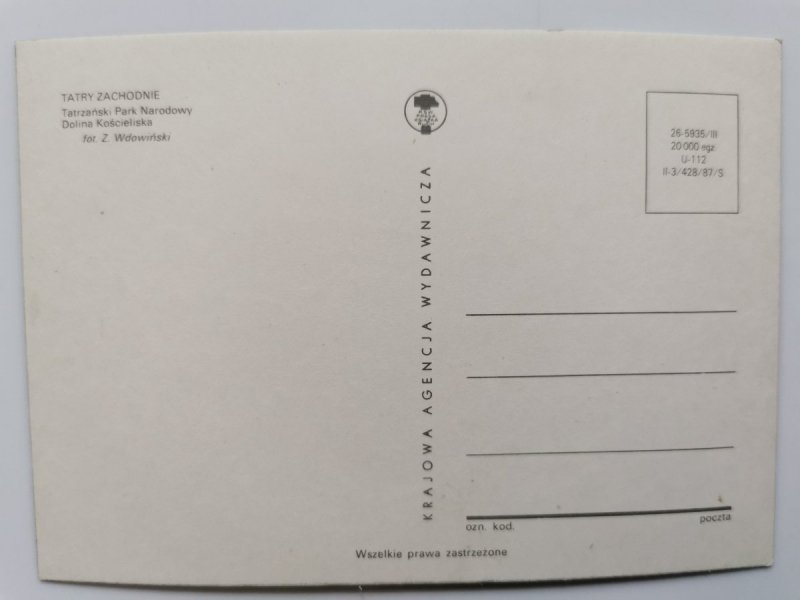 TATRY ZACHODNIE
Tatrzański Park Narodowy
Dolina Kościeliska
fot. Z. Wdowiński
KRAJOWA AGENCJA WYDAWNICZA
26-5935/III
20 000 egz.
U-112
II-3/428/87/S
ozn. kod.
poczta
Wszelkie prawa zastrzeżone